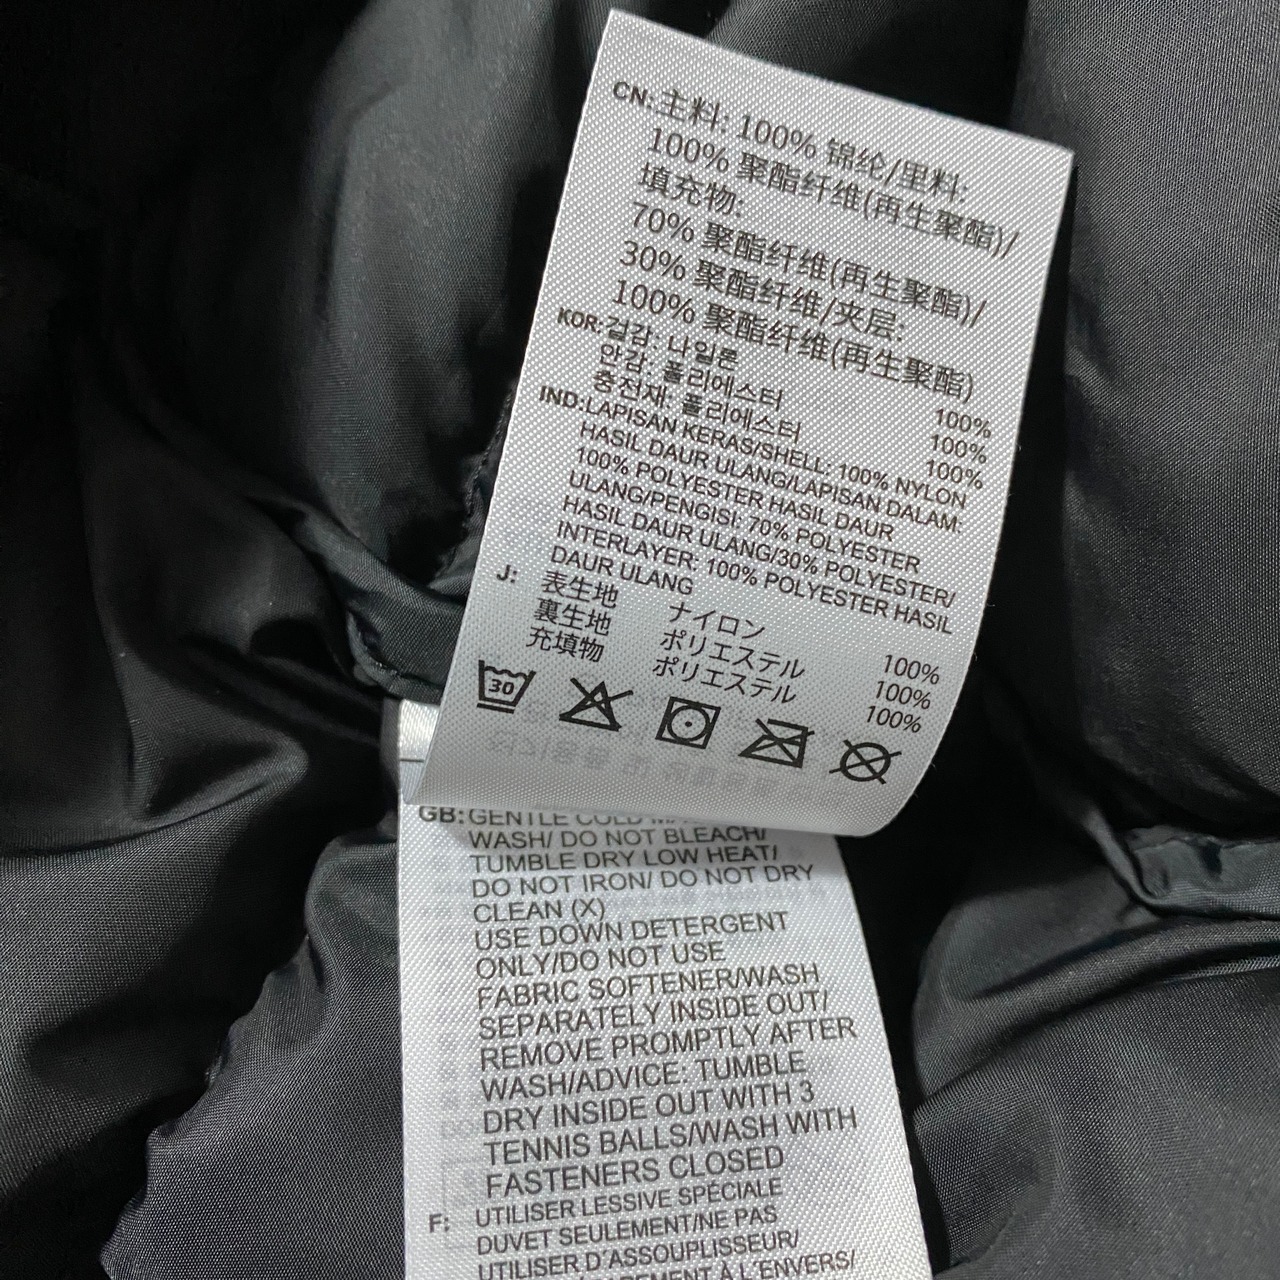 CN: 主料: 100% 锦纶/里料:
100% 聚酯纤维(再生聚酯)/
填充物:
70% 聚酯纤维(再生聚酯)/
30% 聚酯纤维/夹层:
100% 聚酯纤维(再生聚酯)
KOR: 겉감: 나일론 100%
안감: 폴리에스터 100%
충전재: 폴리에스터 100%
IND: LAPISAN KERAS/SHELL: 100% NYLON
HASIL DAUR ULANG/LAPISAN DALAM:
100% POLYESTER HASIL DAUR
ULANG/PENGISI: 70% POLYESTER
HASIL DAUR ULANG/30% POLYESTER/
INTERLAYER: 100% POLYESTER HASIL
DAUR ULANG
J: 表生地 ナイロン 100%
裏生地 ポリエステル 100%
充填物 ポリエステル 100%
30
GB: GENTLE COLD
WASH/ DO NOT BLEACH/
TUMBLE DRY LOW HEAT/
DO NOT IRON/ DO NOT DRY
CLEAN (X)
USE DOWN DETERGENT
ONLY/DO NOT USE
FABRIC SOFTENER/WASH
SEPARATELY INSIDE OUT/
REMOVE PROMPTLY AFTER
WASH/ADVICE: TUMBLE
DRY INSIDE OUT WITH 3
TENNIS BALLS/WASH WITH
FASTENERS CLOSED
F: UTILISER LESSIVE SPÉCIALE
DUVET SEULEMENT/NE PAS
UTILISER D'ASSOUPLISSEUR/
SÉPARÉMENT À L'ENVERS/